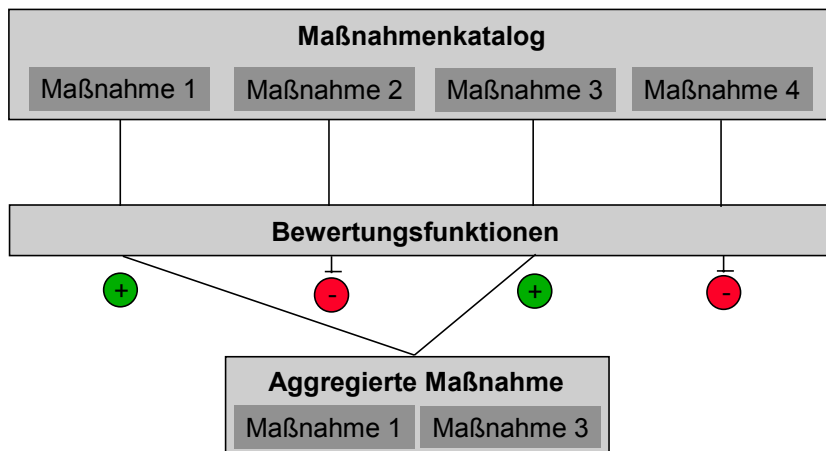 Maßnahmenkatalog
Maßnahme 1 Maßnahme 2 Maßnahme 3 Maßnahme 4
Bewertungsfunktionen
+ - + -
Aggregierte Maßnahme
Maßnahme 1 Maßnahme 3